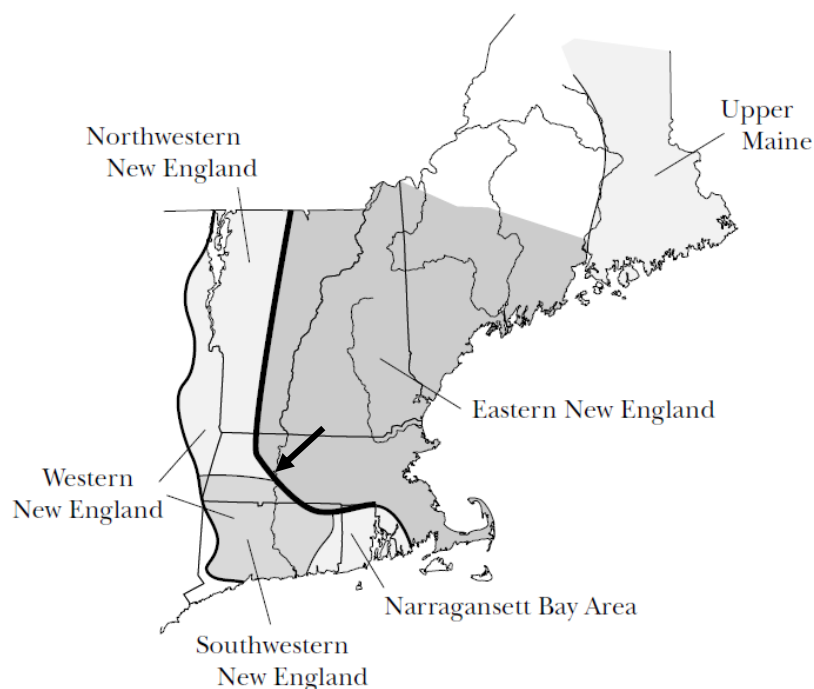 Upper
Maine
Northwestern
New England
Eastern New England
Western
New England
Narragansett Bay Area
Southwestern
New England